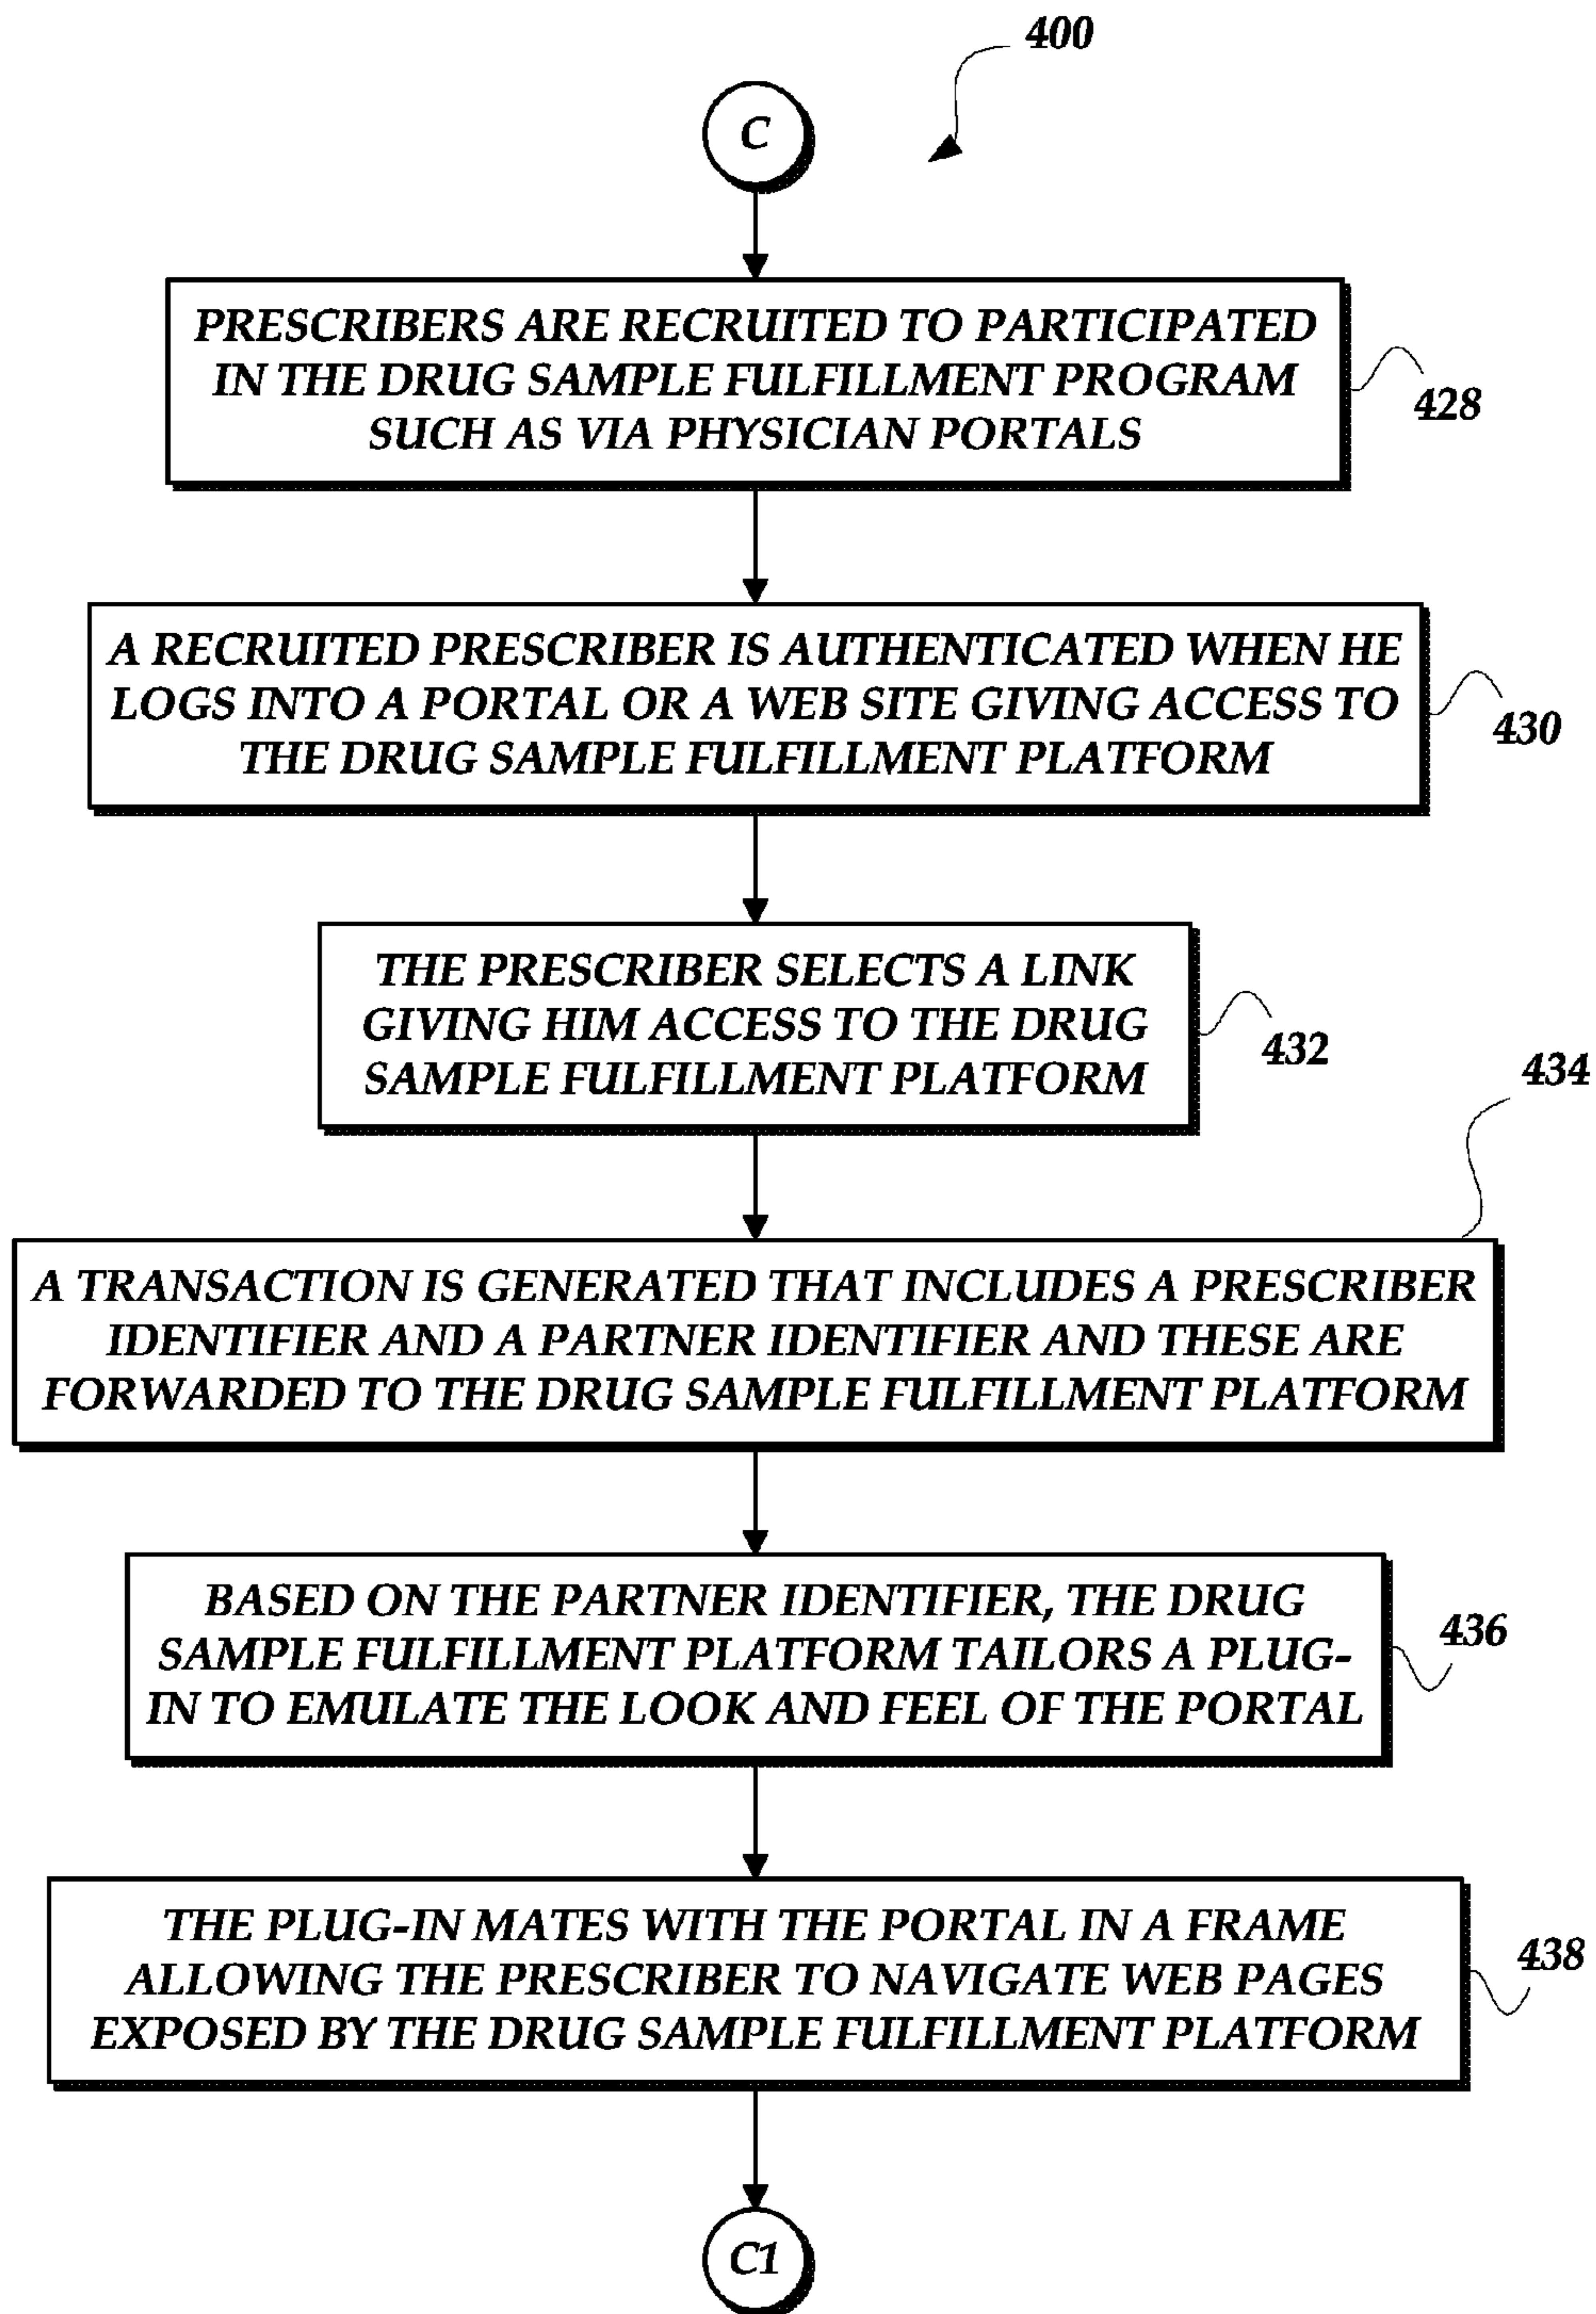 400
C
PRESCRIBERS ARE RECRUITED TO PARTICIPATED
IN THE DRUG SAMPLE FULFILLMENT PROGRAM
SUCH AS VIA PHYSICIAN PORTALS
428
A RECRUITED PRESCRIBER IS AUTHENTICATED WHEN HE
LOGS INTO A PORTAL OR A WEB SITE GIVING ACCESS TO
THE DRUG SAMPLE FULFILLMENT PLATFORM
430
THE PRESCRIBER SELECTS A LINK
GIVING HIM ACCESS TO THE DRUG
SAMPLE FULFILLMENT PLATFORM
432
434
A TRANSACTION IS GENERATED THAT INCLUDES A PRESCRIBER
IDENTIFIER AND A PARTNER IDENTIFIER AND THESE ARE
FORWARDED TO THE DRUG SAMPLE FULFILLMENT PLATFORM
BASED ON THE PARTNER IDENTIFIER, THE DRUG
SAMPLE FULFILLMENT PLATFORM TAILORS A PLUG-
IN TO EMULATE THE LOOK AND FEEL OF THE PORTAL
436
THE PLUG-IN MATES WITH THE PORTAL IN A FRAME
ALLOWING THE PRESCRIBER TO NAVIGATE WEB PAGES
EXPOSED BY THE DRUG SAMPLE FULFILLMENT PLATFORM
438
C1